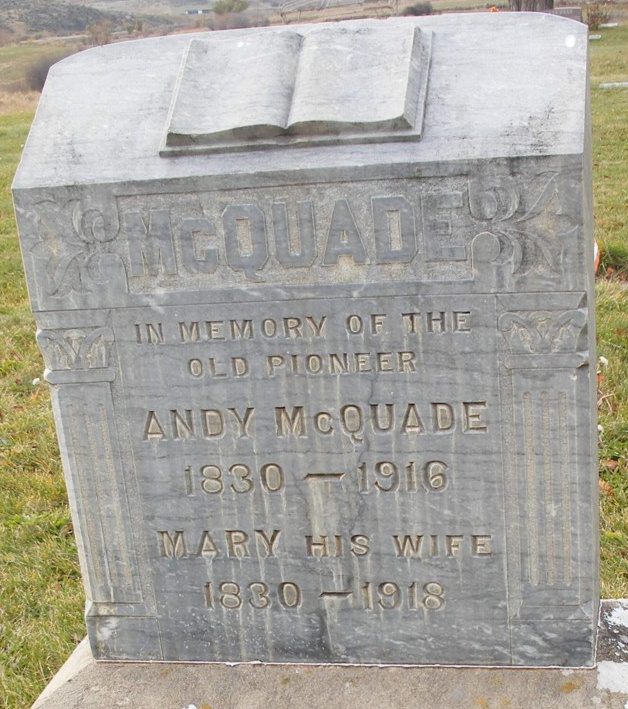 McQUADE
IN MEMORY OF THE
OLD PIONEER
ANDY McQUADE
1830 — 1916
MARY HIS WIFE
1830 — 1918